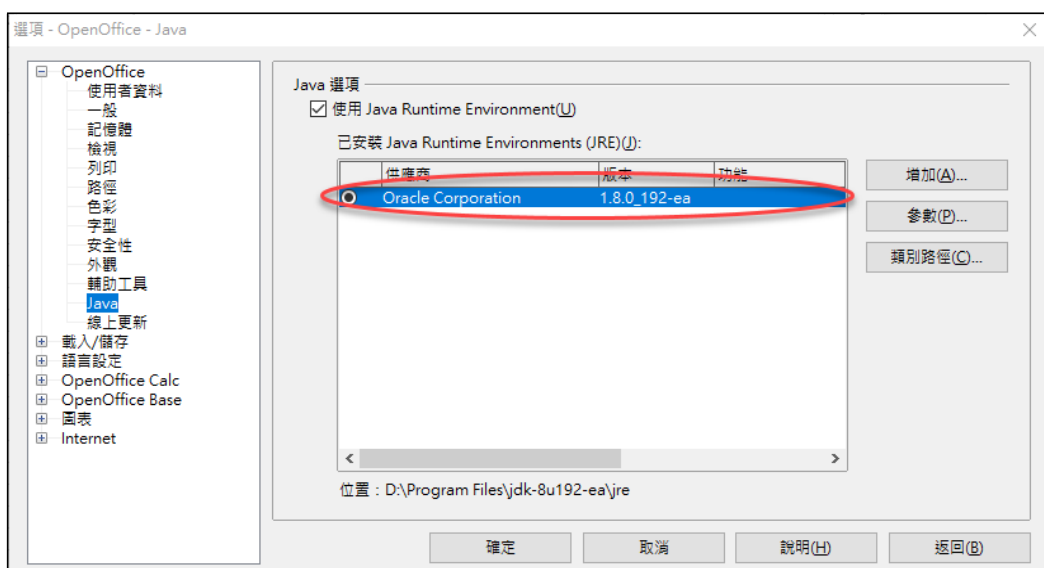 選項 - OpenOffice - Java
OpenOffice
使用者資料
一般
記憶體
檢視
列印
路徑
色彩
字型
安全性
外觀
輔助工具
Java
線上更新
載入/儲存
語言設定
OpenOffice Calc
OpenOffice Base
圖表
Internet
Java 選項
使用 Java Runtime Environment(U)
已安裝 Java Runtime Environments (JRE)(J):
供應商 版本 功能
Oracle Corporation 1.8.0_192-ea
增加(A)...
參數(P)...
類別路徑(C)...
位置：D:\Program Files\jdk-8u192-ea\jre
確定 取消 說明(H) 返回(B)